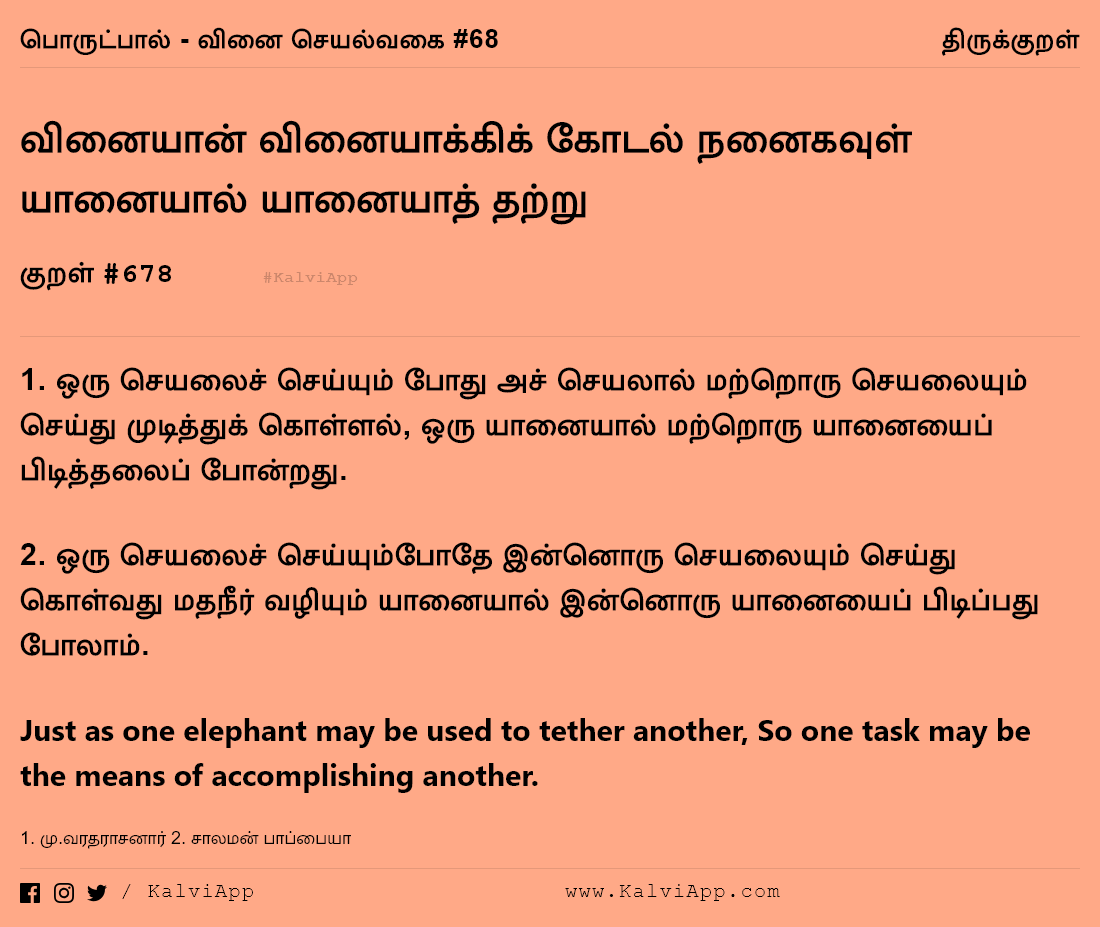 பொருட்பால் - வினை செயல்வகை #68 திருக்குறள்
வினையான் வினையாக்கிக் கோடல் நனைகவுள்
யானையால் யானையாத் தற்று
குறள் #678 #KalviApp
1. ஒரு செயலைச் செய்யும் போது அச் செயலால் மற்றொரு செயலையும்
செய்து முடித்துக் கொள்ளல், ஒரு யானையால் மற்றொரு யானையைப்
பிடித்தலைப் போன்றது.
2. ஒரு செயலைச் செய்யும்போதே இன்னொரு செயலையும் செய்து
கொள்வது மதநீர் வழியும் யானையால் இன்னொரு யானையைப் பிடிப்பது
போலாம்.
Just as one elephant may be used to tether another, So one task may be
the means of accomplishing another.
1. மு.வரதராசனார் 2. சாலமன் பாப்பையா
/ KalviApp www.KalviApp.com